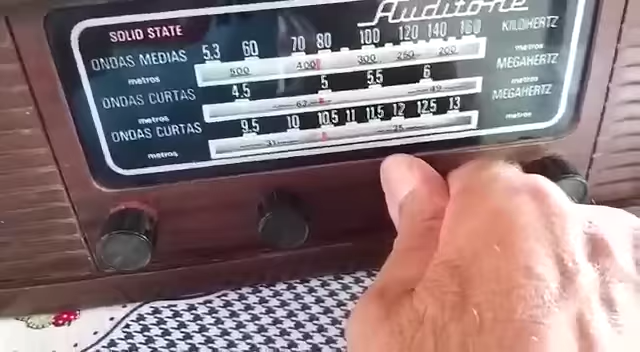 Auditone
SOLID STATE
KILOHERTZ
ONDAS MEDIAS 5.3 60 70 80 100 120 140 160
metros 500 400 300 250 200
MEGAHERTZ
ONDAS CURTAS 4.5 5 5.5 6
metros 62 49 metros
MEGAHERTZ
ONDAS CURTAS 9.5 10 10.5 11 11.5 12 12.5 13
metros 31 25 metros